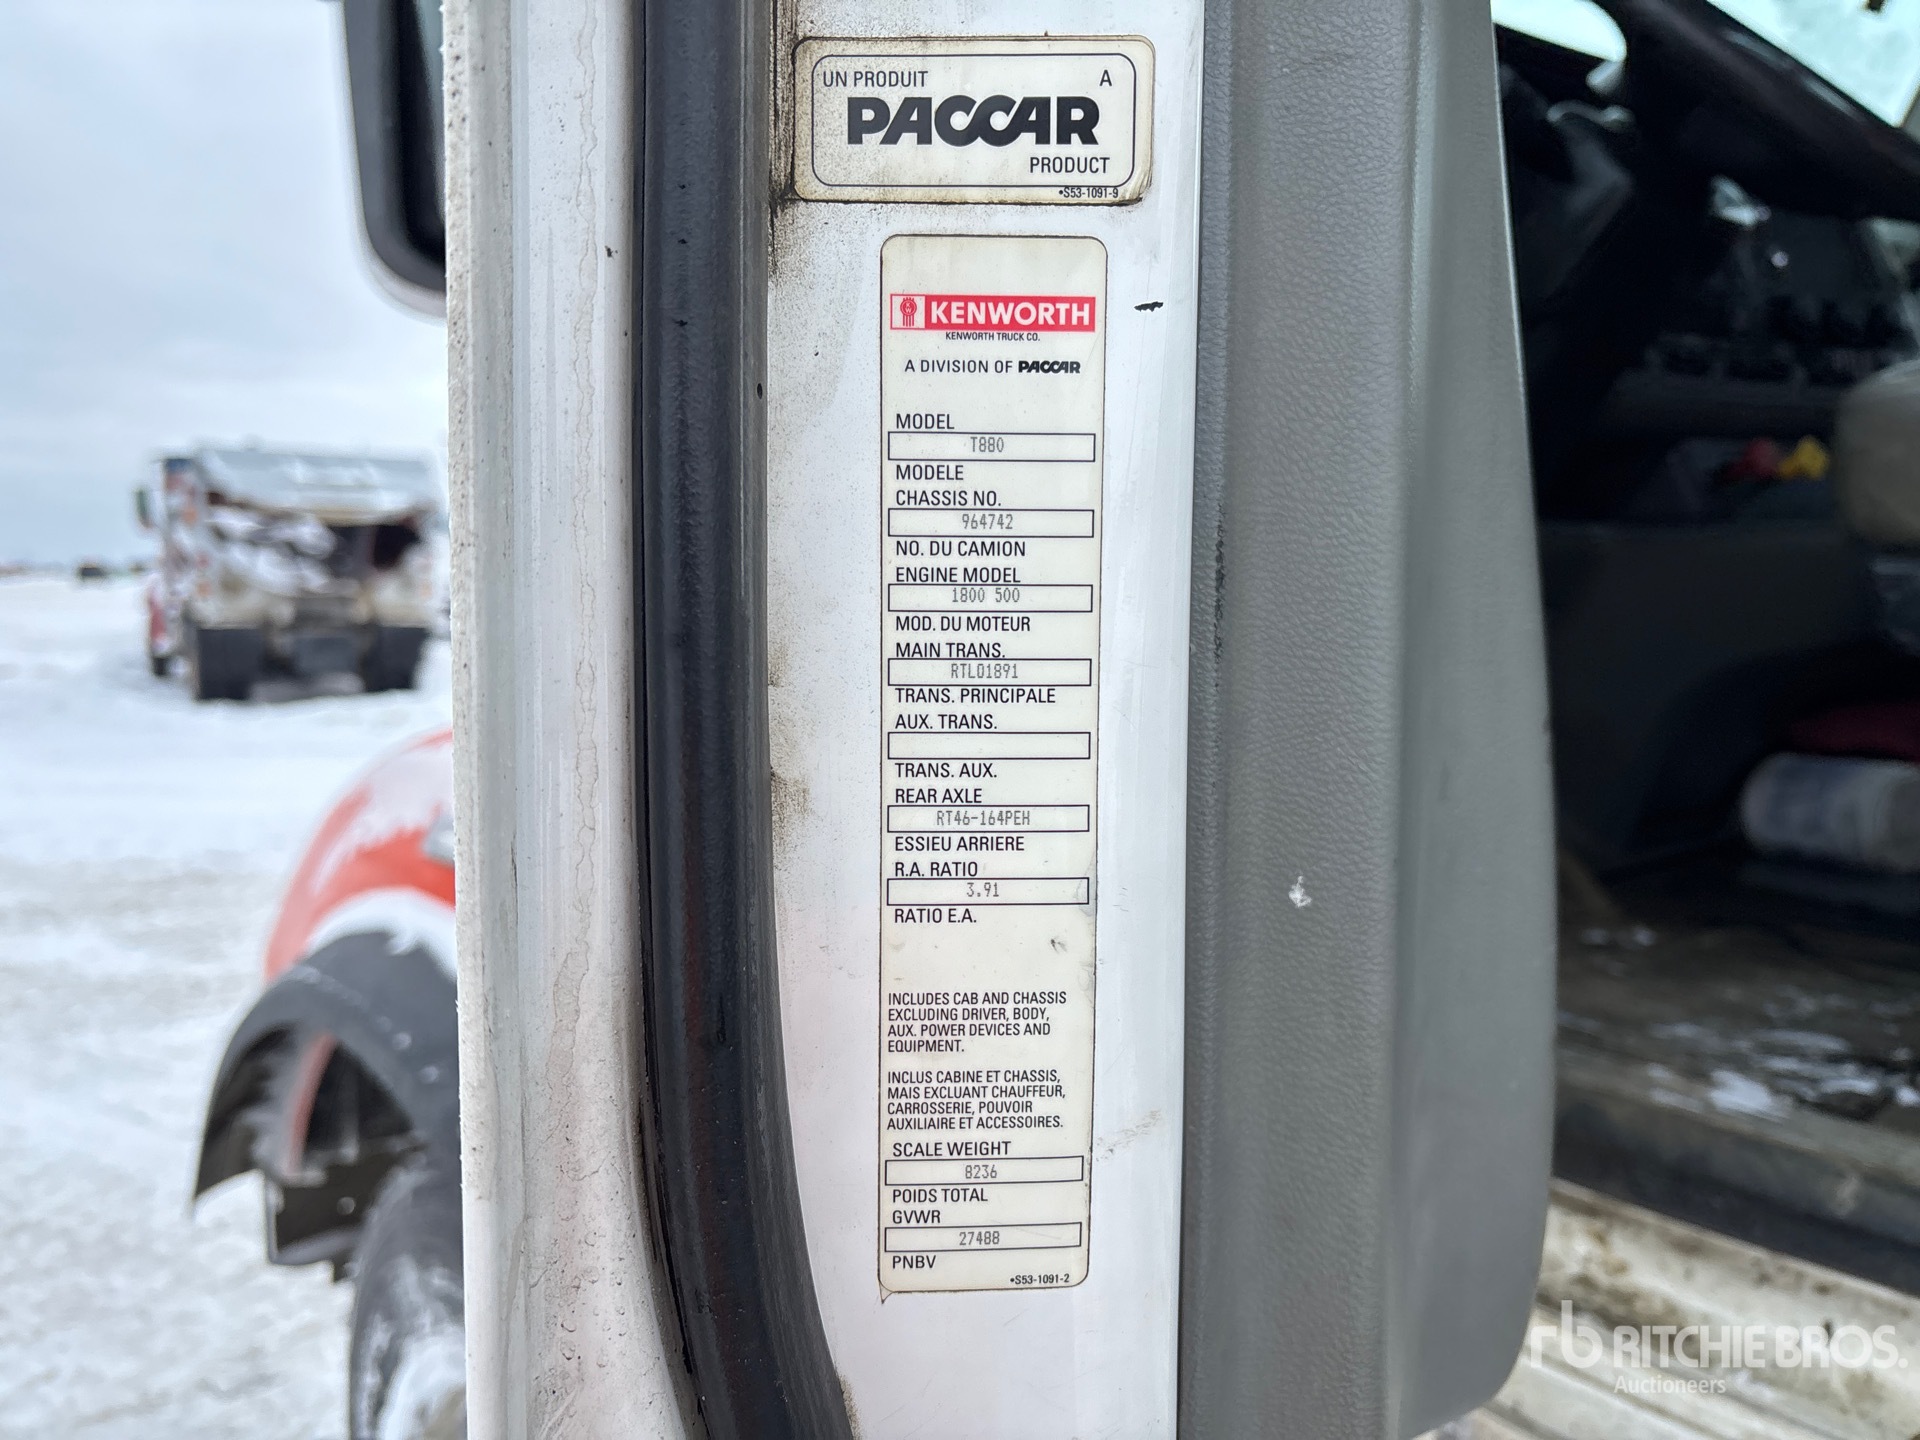 UN PRODUIT A
PACCAR
PRODUCT
•S53-1091-9
KENWORTH
KENWORTH TRUCK CO.
A DIVISION OF PACCAR
MODEL
T880
MODELE
CHASSIS NO.
964742
NO. DU CAMION
ENGINE MODEL
1800 500
MOD. DU MOTEUR
MAIN TRANS.
RTLO1891
TRANS. PRINCIPALE
AUX. TRANS.
TRANS. AUX.
REAR AXLE
RT46-164PEH
ESSIEU ARRIERE
R.A. RATIO
3.91
RATIO E.A.
INCLUDES CAB AND CHASSIS
EXCLUDING DRIVER, BODY,
AUX. POWER DEVICES AND
EQUIPMENT.
INCLUS CABINE ET CHASSIS,
MAIS EXCLUANT CHAUFFEUR,
CARROSSERIE, POUVOIR
AUXILIAIRE ET ACCESSOIRES.
SCALE WEIGHT
8236
POIDS TOTAL
GVWR
27488
PNBV
•S53-1091-2
rb RITCHIE BROS.
Auctioneers